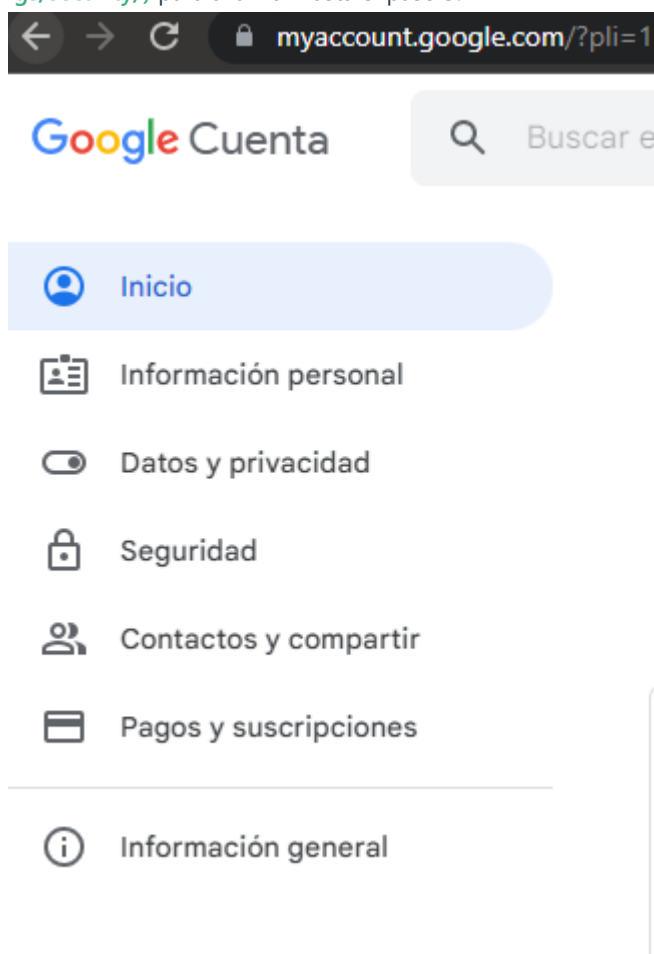 para
myaccount.google.com/?pli=1
Google Cuenta
Buscar e
Inicio
Información personal
Datos y privacidad
Seguridad
Contactos y compartir
Pagos y suscripciones
Información general